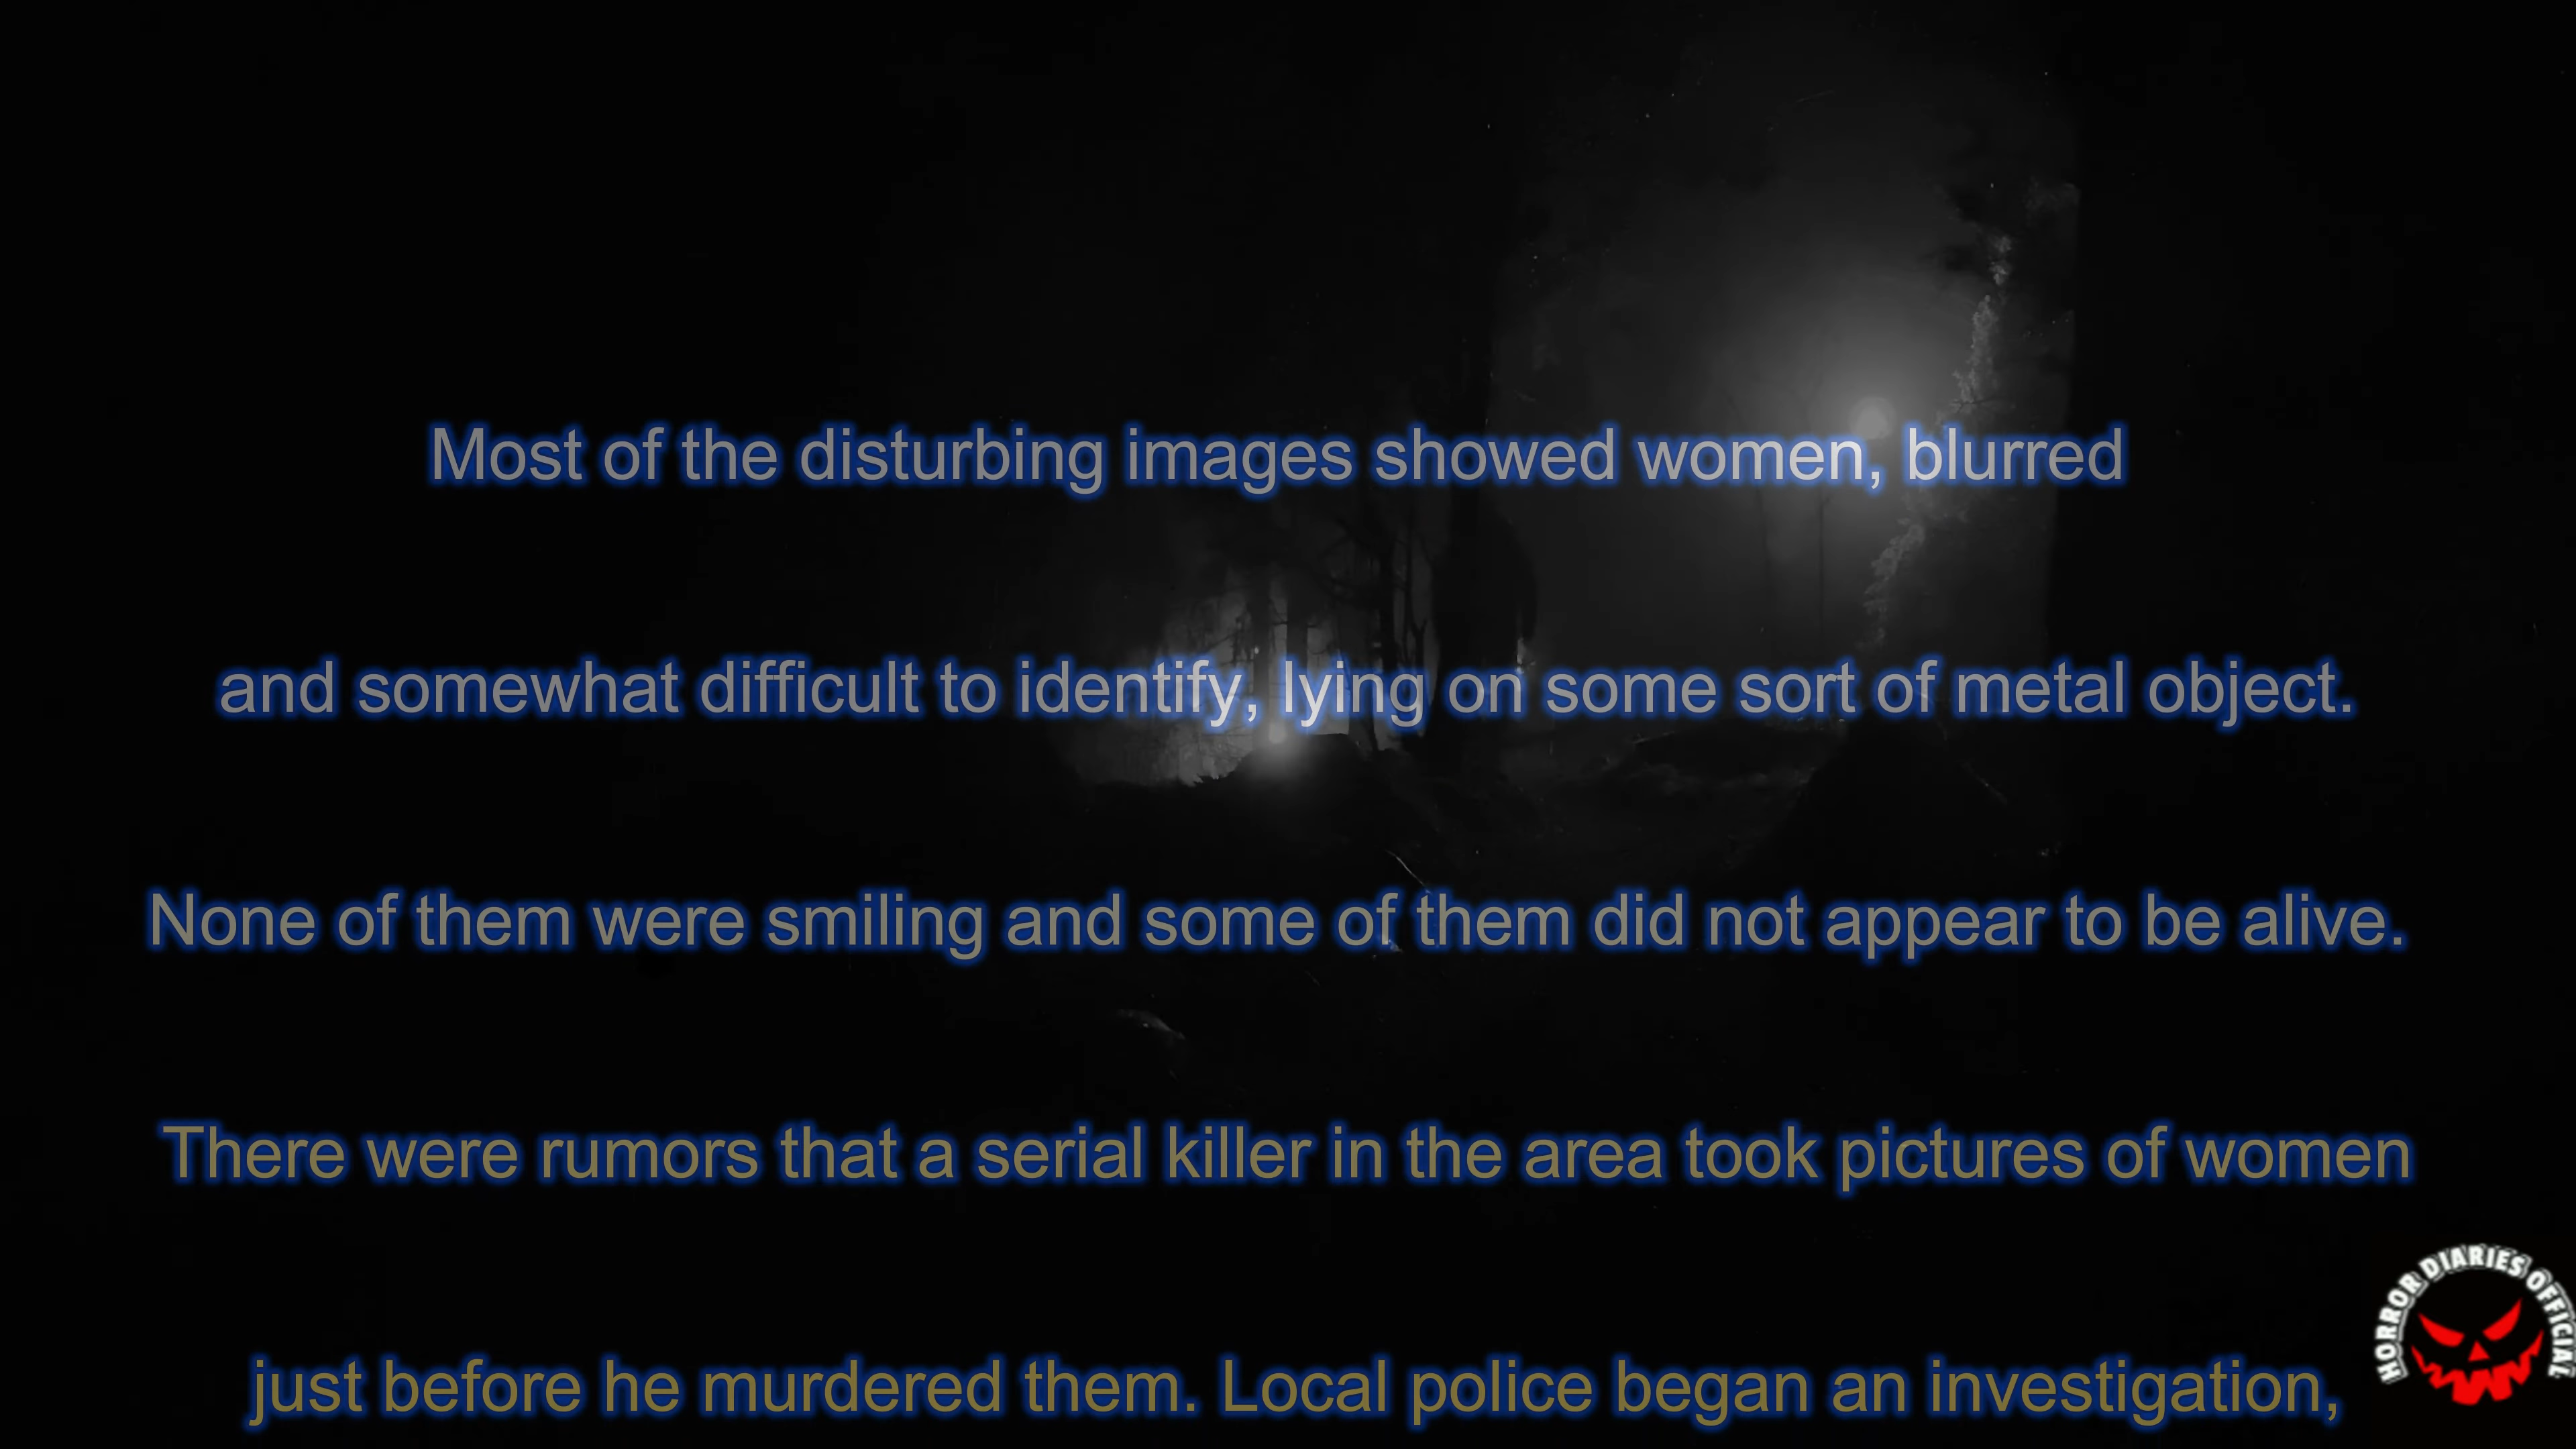 Most of the disturbing images showed women, blurred
and somewhat difficult to identify, lying on some sort of metal object.
None of them were smiling and some of them did not appear to be alive.
There were rumors that a serial killer in the area took pictures of women
just before he murdered them. Local police began an investigation,
HORROR DIARIES OFFICIAL